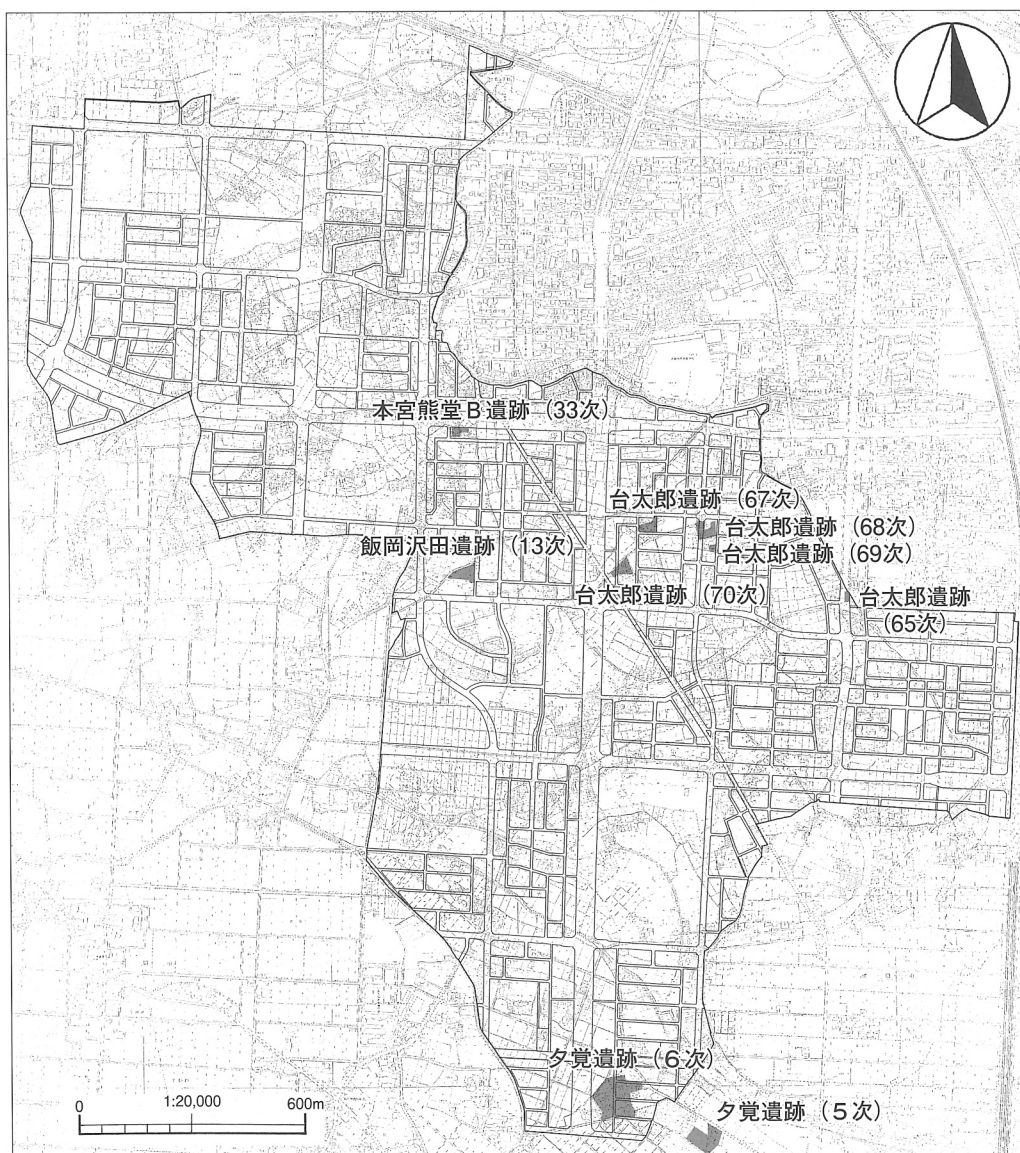 本宮熊堂B遺跡（33次）
台太郎遺跡（67次）
台太郎遺跡（68次）
飯岡沢田遺跡（13次）
台太郎遺跡（69次）
台太郎遺跡（70次）
台太郎遺跡
（65次）
夕覚遺跡（6次）
夕覚遺跡（5次）
0 1:20,000 600m